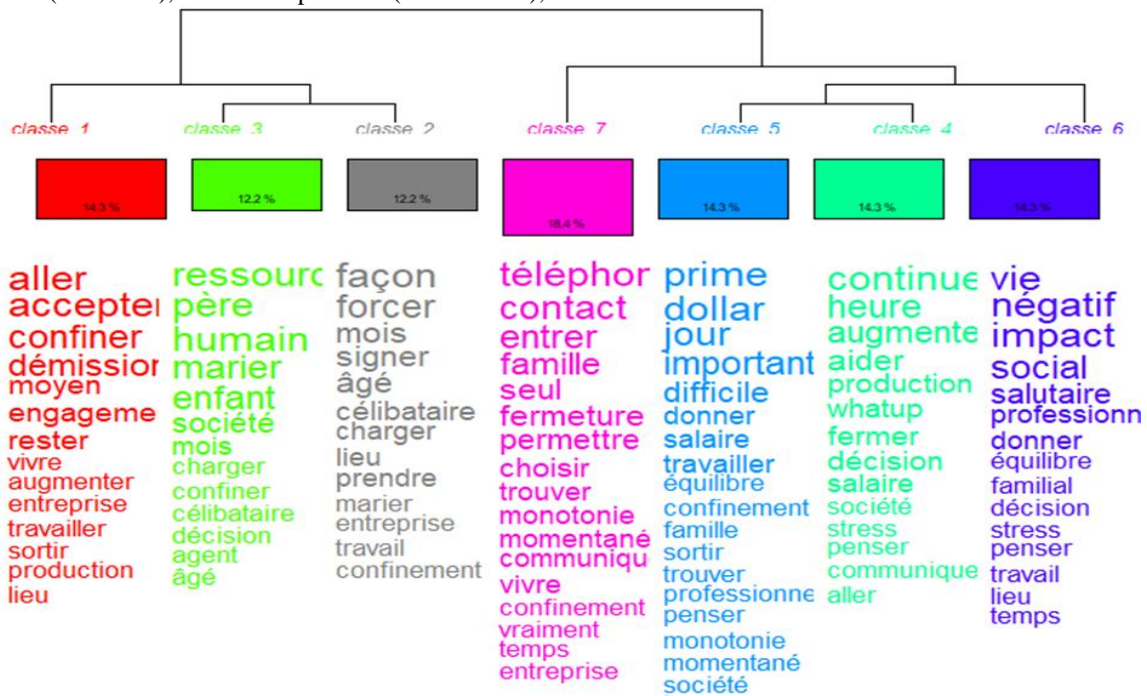 classe 1
classe 3
classe 2
classe 7
classe 5
classe 4
classe 6
14.3 %
12.2 %
12.2 %
18.4 %
14.3 %
14.3 %
14.3 %
aller
accepter
confiner
démission
moyen
engageme
rester
vivre
augmenter
entreprise
travailler
sortir
production
lieu
ressourc
père
humain
marier
enfant
société
mois
charger
confiner
célibataire
décision
agent
âgé
façon
forcer
mois
signer
âgé
célibataire
charger
lieu
prendre
marier
entreprise
travail
confinement
téléphon
contact
entrer
famille
seul
fermeture
permettre
choisir
trouver
monotonie
momentané
communiqu
vivre
confinement
vraiment
temps
entreprise
prime
dollar
jour
important
difficile
donner
salaire
travailler
équilibre
confinement
famille
sortir
trouver
professionne
penser
monotonie
momentané
société
continue
heure
augmente
aider
production
whatup
fermer
décision
salaire
société
stress
penser
communique
aller
vie
négatif
impact
social
salutaire
professionn
donner
équilibre
familial
décision
stress
penser
travail
lieu
temps